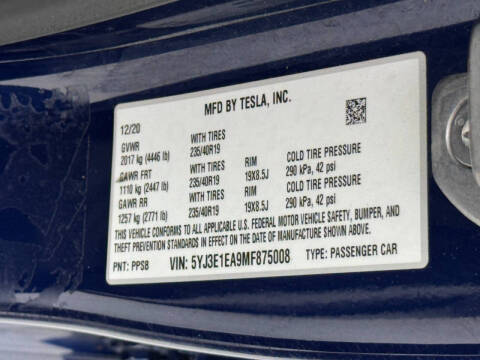 MFD BY TESLA, INC.
12/20
GVWR WITH TIRES
2017 kg (4446 lb) 235/40R19 RIM COLD TIRE PRESSURE
GAWR FRT WITH TIRES 19X8.5J 290 kPa, 42 psi
1110 kg (2447 lb) 235/40R19 RIM COLD TIRE PRESSURE
GAWR RR WITH TIRES 19X8.5J 290 kPa, 42 psi
1257 kg (2771 lb) 235/40R19
THIS VEHICLE CONFORMS TO ALL APPLICABLE U.S. FEDERAL MOTOR VEHICLE SAFETY, BUMPER, AND
THEFT PREVENTION STANDARDS IN EFFECT ON THE DATE OF MANUFACTURE SHOWN ABOVE.
PNT: PPSB VIN: 5YJ3E1EA9MF875008 TYPE: PASSENGER CAR